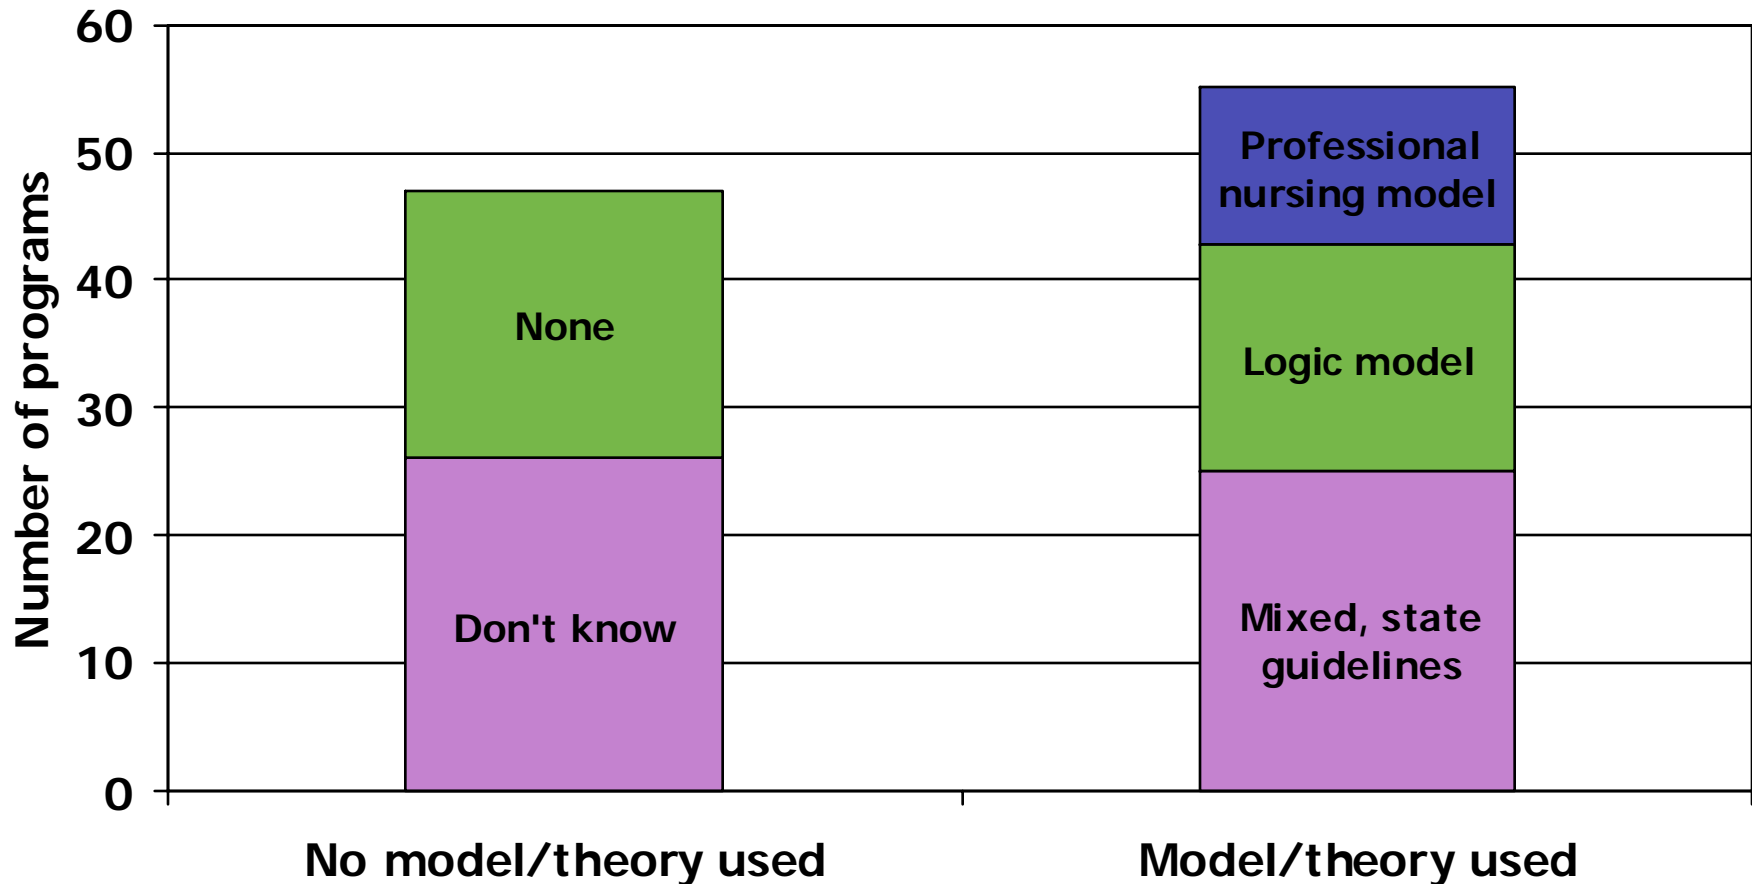 Number of programs
60
50
40
30
20
10
0
None
Don't know
Professional
nursing model
Logic model
Mixed, state
guidelines
No model/theory used
Model/theory used